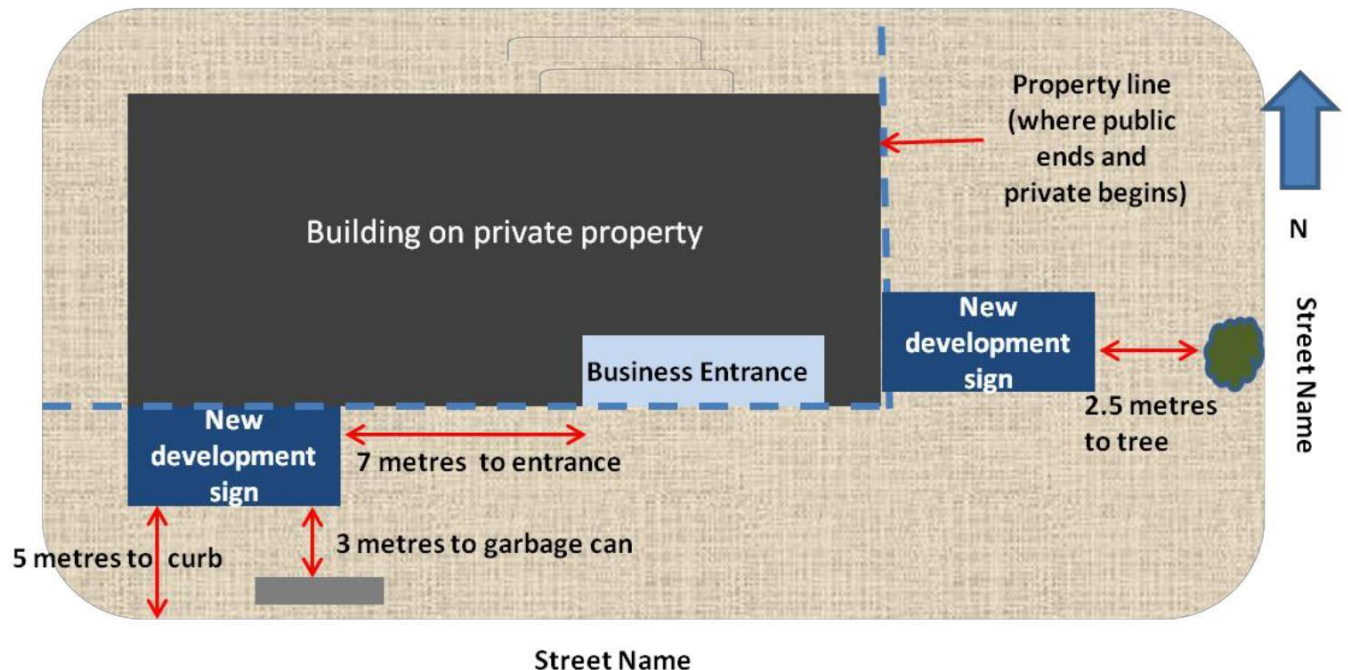 Property line
(where public
ends and
private begins)
N
Building on private property
New
development
sign
Street Name
Business Entrance
2.5 metres
to tree
New
development
sign
7 metres to entrance
5 metres to curb
3 metres to garbage can
Street Name